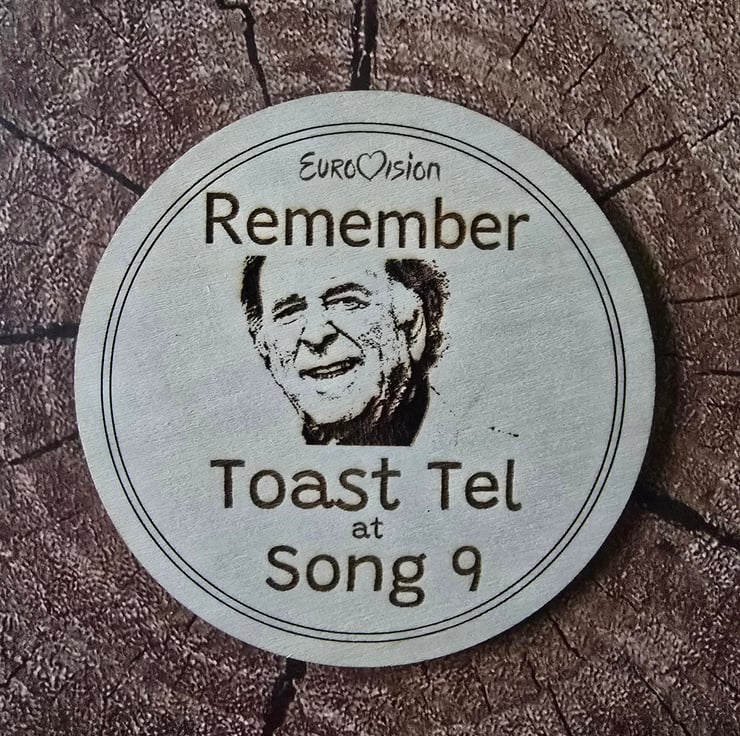 EUROVISION
Remember
Toast Tel
at
Song 9